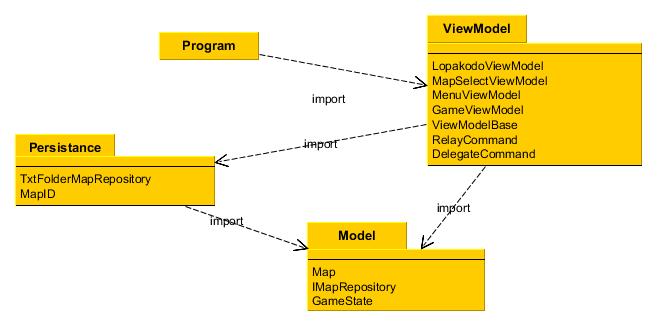 ViewModel
Program
LopakodoViewModel
MapSelectViewModel
MenuViewModel
GameViewModel
ViewModelBase
RelayCommand
DelegateCommand
import
import
Persistance
TxtFolderMapRepository
MapID
import
import
Model
Map
IMapRepository
GameState